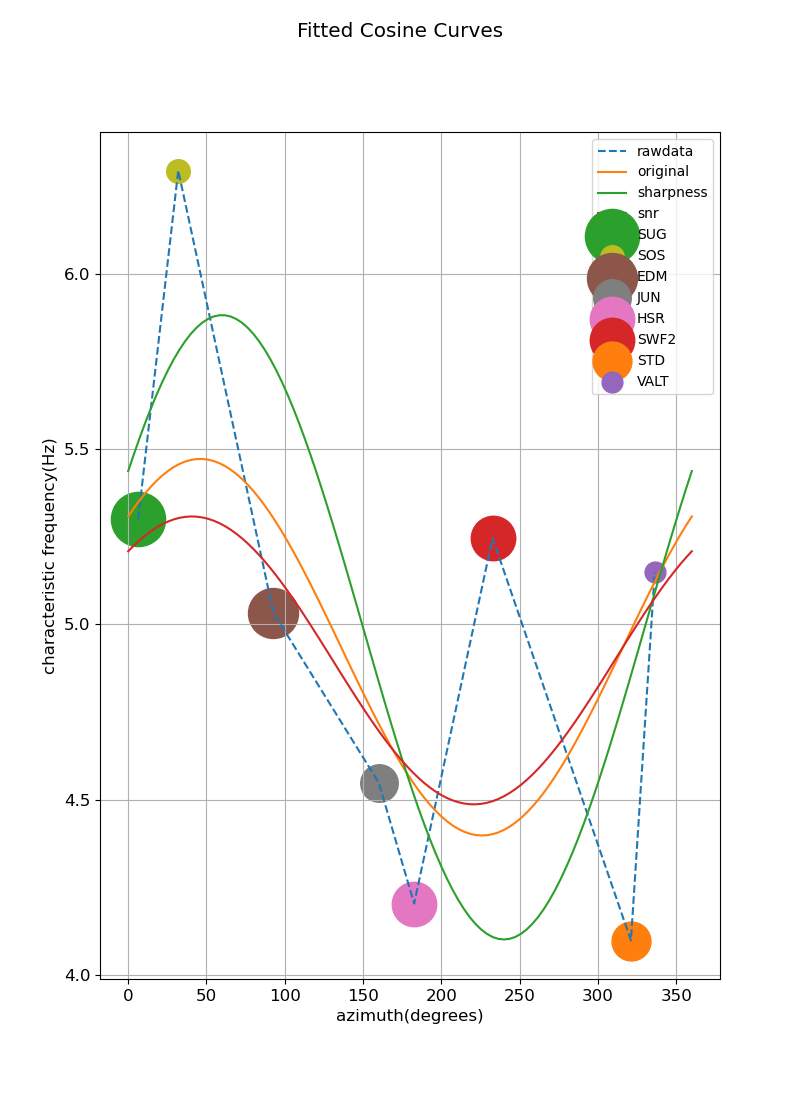 Fitted Cosine Curves
rawdata
original
sharpness
snr
SUG
SOS
EDM
JUN
HSR
SWF2
STD
VALT
characteristic frequency(Hz)
6.0
5.5
5.0
4.5
4.0
0 50 100 150 200 250 300 350
azimuth(degrees)